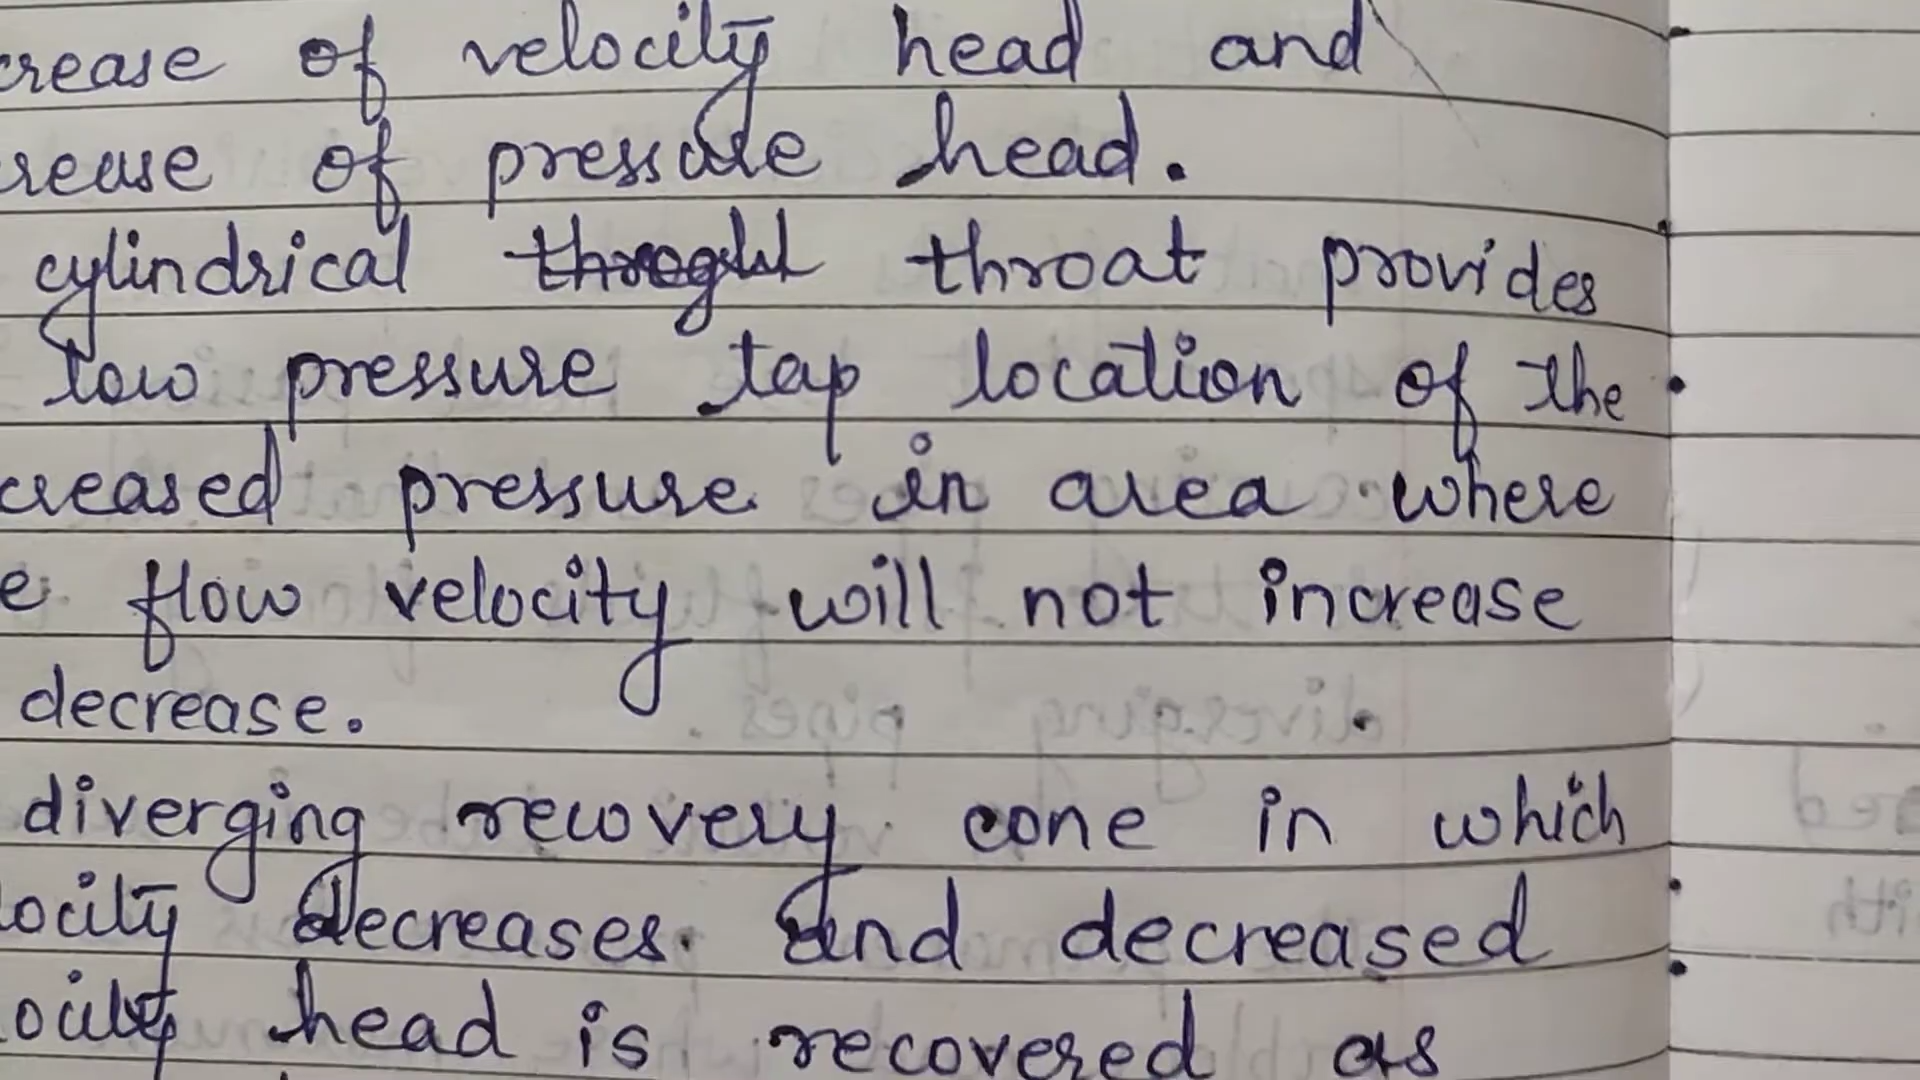 crease of velocity head and
rease of pressure head.
cylindrical throat provides
low pressure tap location of the
creased pressure in area where
e flow velocity will not increase
decrease.
diverging recovery cone in which
locity decreases and decreased
ocity head is recovered as